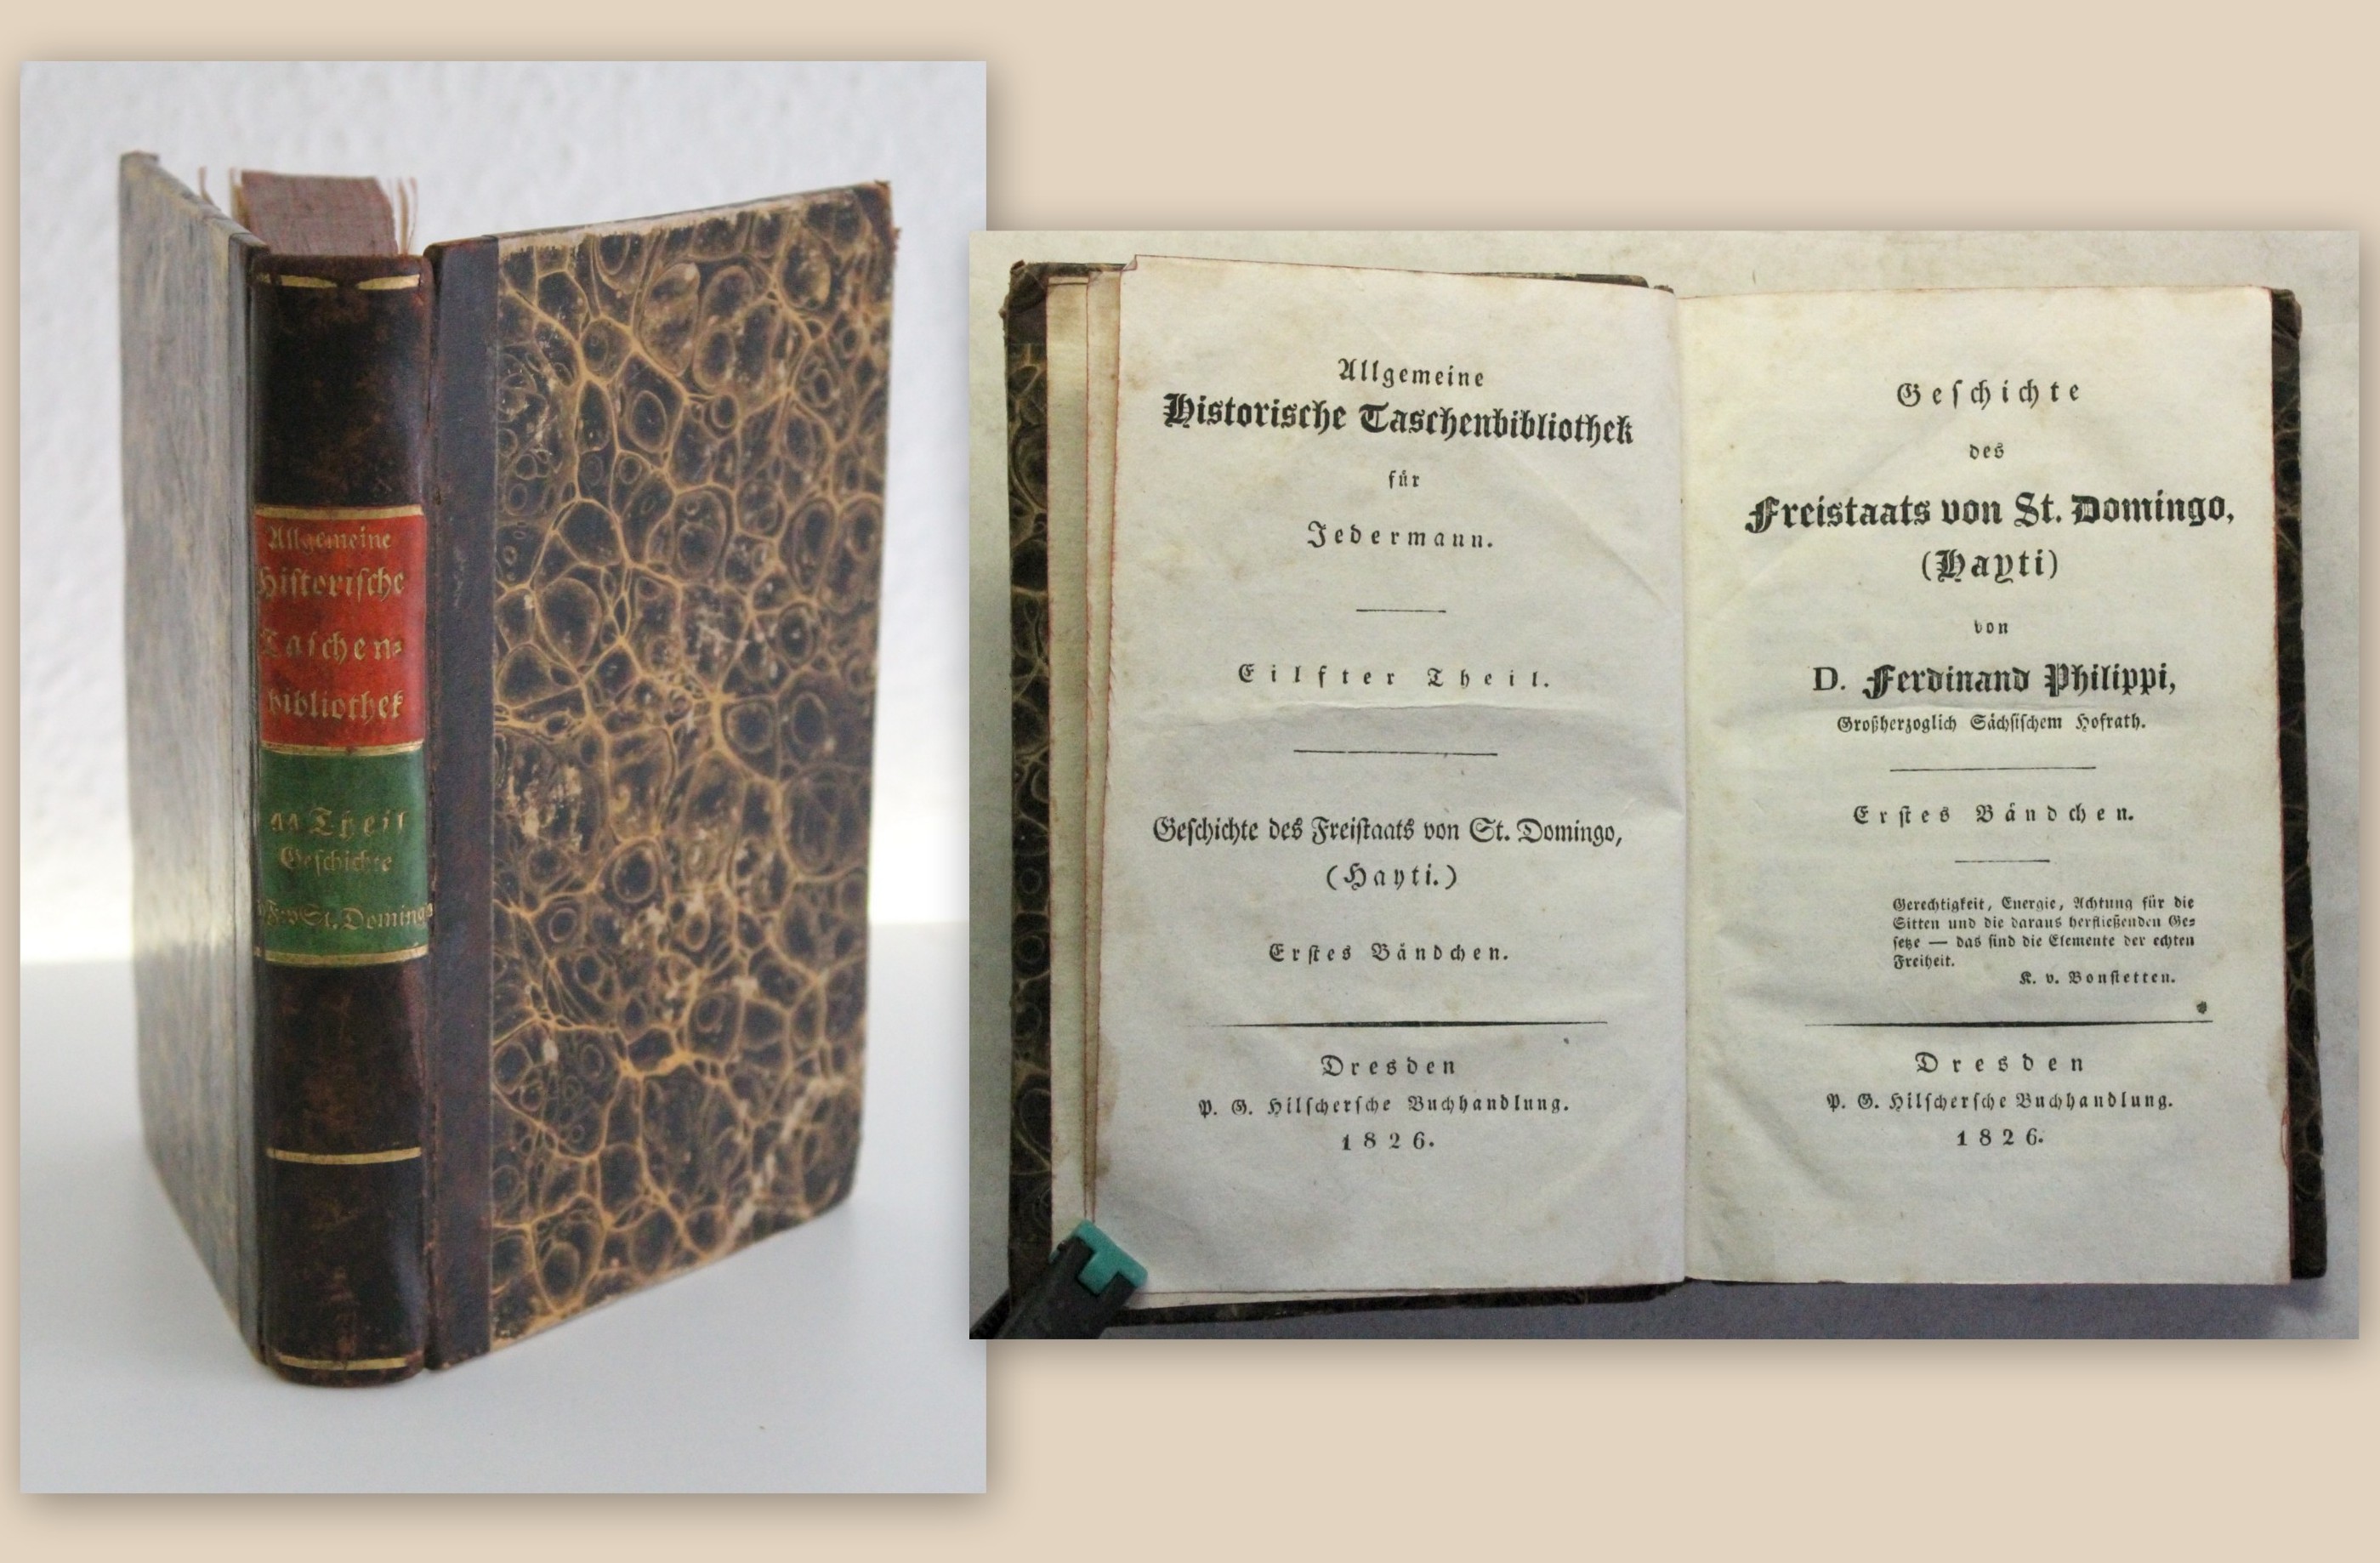 Allgemeine
Hiſtoriſche
Taſchen⸗
bibliothek
11 Theil
Geſchichte
St. Domingo
Allgemeine
Historische Taschenbibliothek
für
Jedermann.
Eilfter Theil.
Geſchichte des Freiſtaats von St. Domingo,
(Hayti.)
Erſtes Bändchen.
Dresden
P. G. Hilſcherſche Buchhandlung.
1826.
Geſchichte
des
Freistaats von St. Domingo,
(Hayti)
von
D. Ferdinand Philippi,
Großherzoglich Sächſiſchem Hofrath.
Erſtes Bändchen.
Gerechtigkeit, Energie, Achtung für die
Sitten und die daraus herfließenden Ge⸗
ſetze — das ſind die Elemente der echten
Freiheit.
K. v. Bonſtetten.
Dresden
P. G. Hilſcherſche Buchhandlung.
1826.